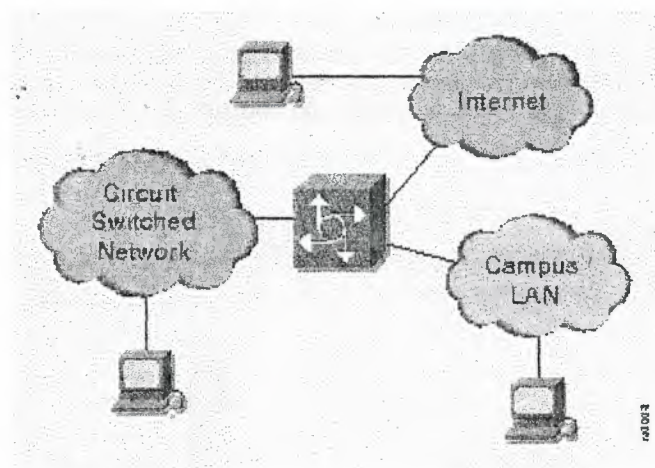 Internet
Circuit
Switched
Network
Campus
LAN